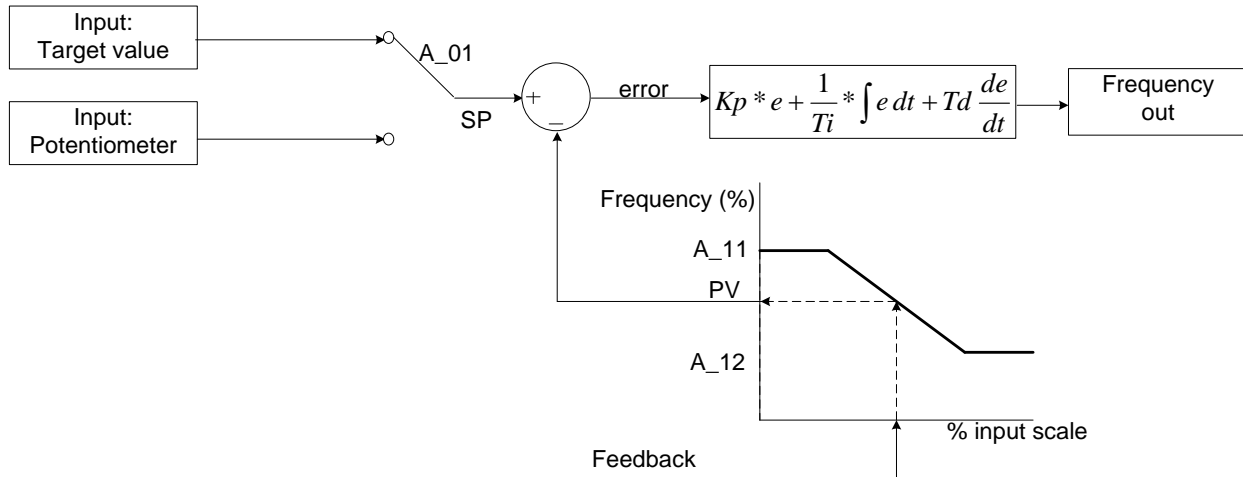 Input:
Target value
A_01
Input:
Potentiometer
SP
+
–
error
Kp * e + 1/Ti * ∫ e dt + Td de/dt
Frequency
out
Frequency (%)
A_11
PV
A_12
% input scale
Feedback